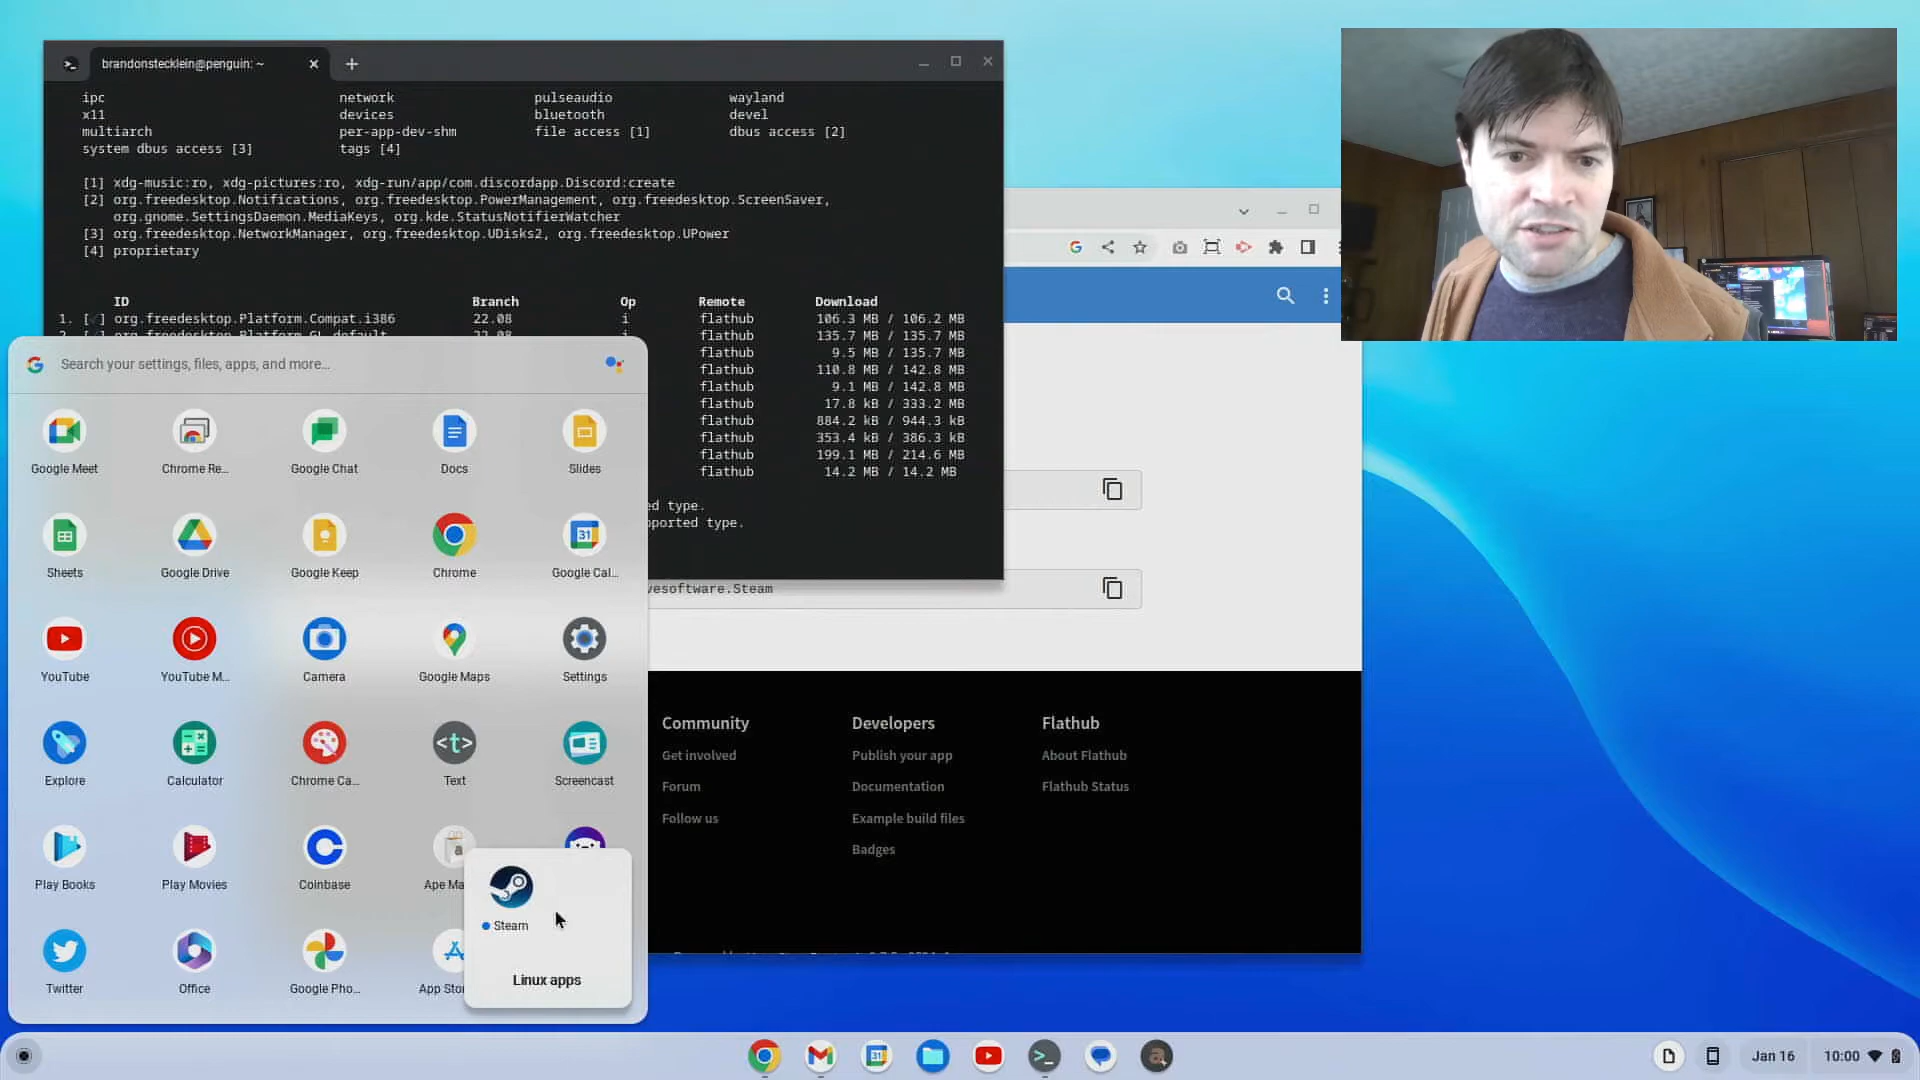 brandonstecklein@penguin: ~
ipc network pulseaudio wayland
x11 devices bluetooth devel
multiarch per-app-dev-shm file access [1] dbus access [2]
system dbus access [3] tags [4]
[1] xdg-music:ro, xdg-pictures:ro, xdg-run/app/com.discordapp.Discord:create
[2] org.freedesktop.Notifications, org.freedesktop.PowerManagement, org.freedesktop.ScreenSaver,
org.gnome.SettingsDaemon.MediaKeys, org.kde.StatusNotifierWatcher
[3] org.freedesktop.NetworkManager, org.freedesktop.UDisks2, org.freedesktop.UPower
[4] proprietary
ID Branch Op Remote Download
1. [✓] org.freedesktop.Platform.Compat.i386 22.08 i flathub 106.3 MB / 106.2 MB
flathub 135.7 MB / 135.7 MB
flathub 9.5 MB / 135.7 MB
flathub 110.8 MB / 142.8 MB
flathub 9.1 MB / 142.8 MB
flathub 17.8 kB / 333.2 MB
flathub 884.2 kB / 944.3 kB
flathub 353.4 kB / 386.3 kB
flathub 199.1 MB / 214.6 MB
flathub 14.2 MB / 14.2 MB
ed type.
ported type.
vesoftware.Steam
Search your settings, files, apps, and more...
Google Meet Chrome Re... Google Chat Docs Slides
Sheets Google Drive Google Keep Chrome Google Cal...
YouTube YouTube M... Camera Google Maps Settings
Explore Calculator Chrome Ca... Text Screencast
Play Books Play Movies Coinbase Ape Ma
Twitter Office Google Pho... App Sto
Steam
Linux apps
Community Developers Flathub
Get involved Publish your app About Flathub
Forum Documentation Flathub Status
Follow us Example build files
Badges
Jan 16 10:00